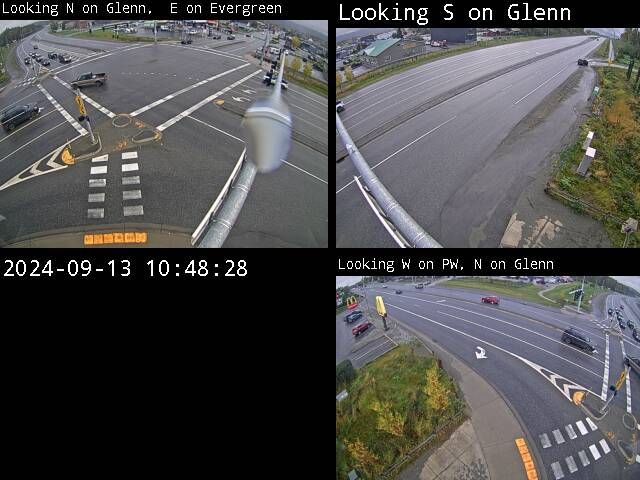 Looking N on Glenn, E on Evergreen
Looking S on Glenn
2024-09-13 10:48:28
Looking W on PW, N on Glenn